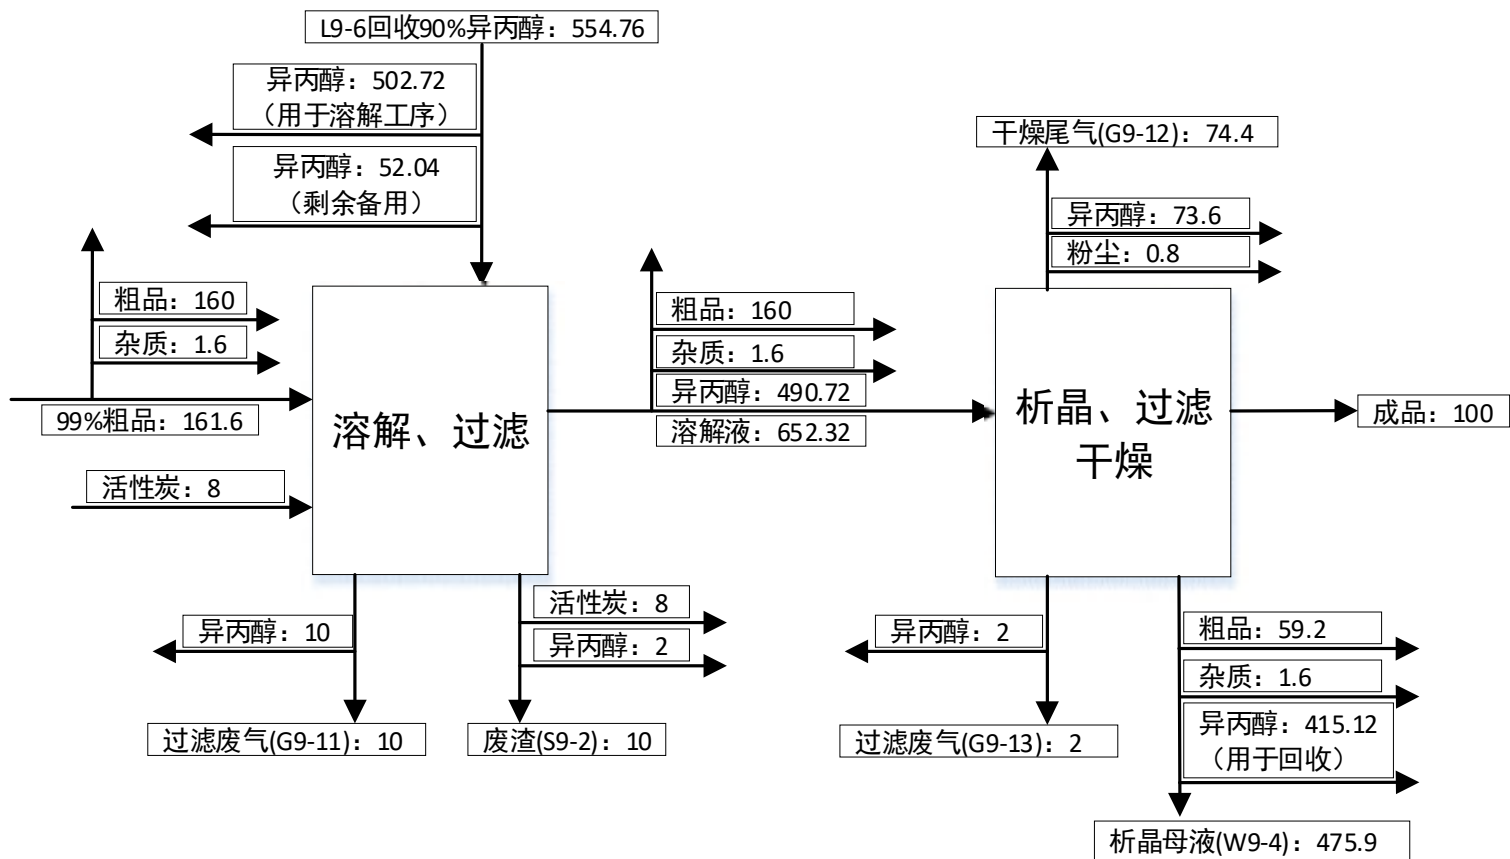 L9-6回收90%异丙醇：554.76
异丙醇：502.72
（用于溶解工序）
异丙醇：52.04
（剩余备用）
粗品：160
杂质：1.6
99%粗品：161.6
活性炭：8
溶解、过滤
异丙醇：10
过滤废气(G9-11)：10
活性炭：8
异丙醇：2
废渣(S9-2)：10
粗品：160
杂质：1.6
异丙醇：490.72
溶解液：652.32
干燥尾气(G9-12)：74.4
异丙醇：73.6
粉尘：0.8
析晶、过滤
干燥
成品：100
异丙醇：2
过滤废气(G9-13)：2
粗品：59.2
杂质：1.6
异丙醇：415.12
（用于回收）
析晶母液(W9-4)：475.9